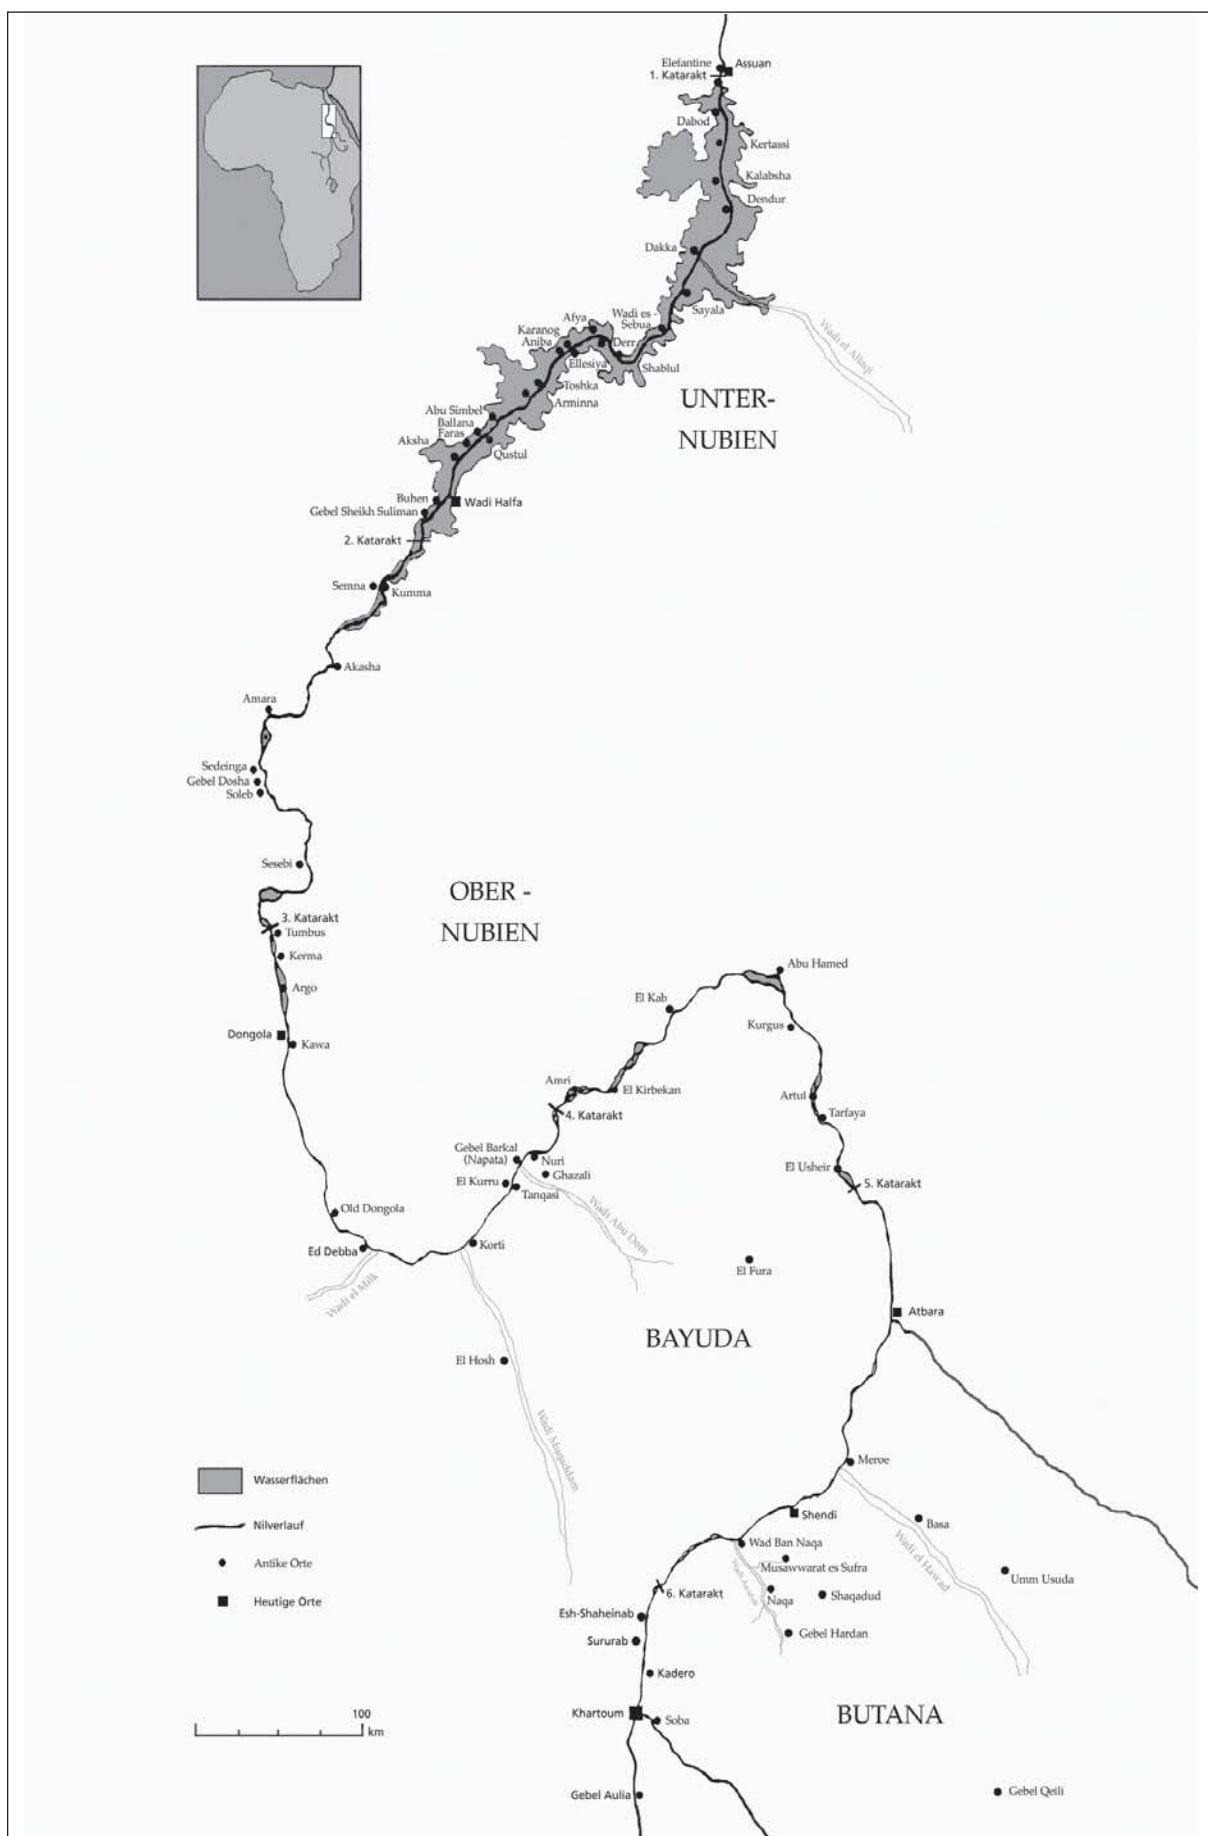 Elefantine
Assuan
1. Katarakt
Dabod
Kertassi
Kalabsha
Dendur
Dakka
Sayala
Wadi es -
Sebua
Wadi el Allaqi
Afya
Karanog
Aniba
Derr
Ellesiya
Shablul
Toshka
Arminna
Abu Simbel
Ballana
Faras
Aksha
Qustul
UNTER-
NUBIEN
Buhen
Wadi Halfa
Gebel Sheikh Suliman
2. Katarakt
Semna
Kumma
Akasha
Amara
Sedeinga
Gebel Dosha
Soleb
Sesebi
OBER -
NUBIEN
3. Katarakt
Tumbus
Kerma
Argo
Dongola
Kawa
Abu Hamed
El Kab
Kurgus
Amri
El Kirbekan
Artul
Tarfaya
4. Katarakt
Gebel Barkal
(Napata)
Nuri
Ghazali
El Usheir
5. Katarakt
El Kurru
Tanqasi
Wadi Abu Dom
Old Dongola
Ed Debba
Korti
Wadi el Milk
El Fura
Atbara
BAYUDA
El Hosh
Wadi Muqaddam
Meroe
Wasserflächen
Nilverlauf
Antike Orte
Heutige Orte
Shendi
Basa
Wadi el Hawad
Wad Ban Naqa
Musawwarat es Sufra
Umm Usuda
Wadi Awateib
6. Katarakt
Naqa
Shaqadud
Esh-Shaheinab
Gebel Hardan
Sururab
Kadero
Khartoum
Soba
BUTANA
100
km
Gebel Aulia
Gebel Qeili